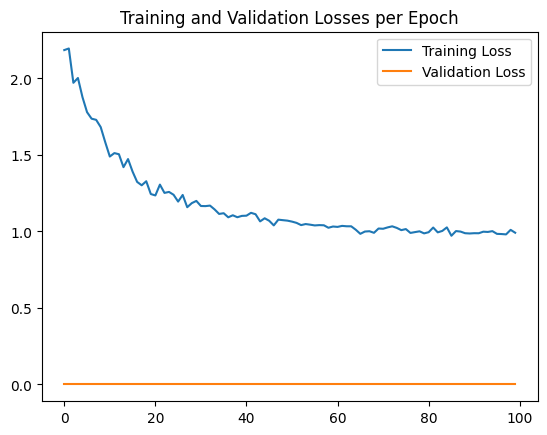 Training and Validation Losses per Epoch
Training Loss
Validation Loss
2.0
1.5
1.0
0.5
0.0
0 20 40 60 80 100